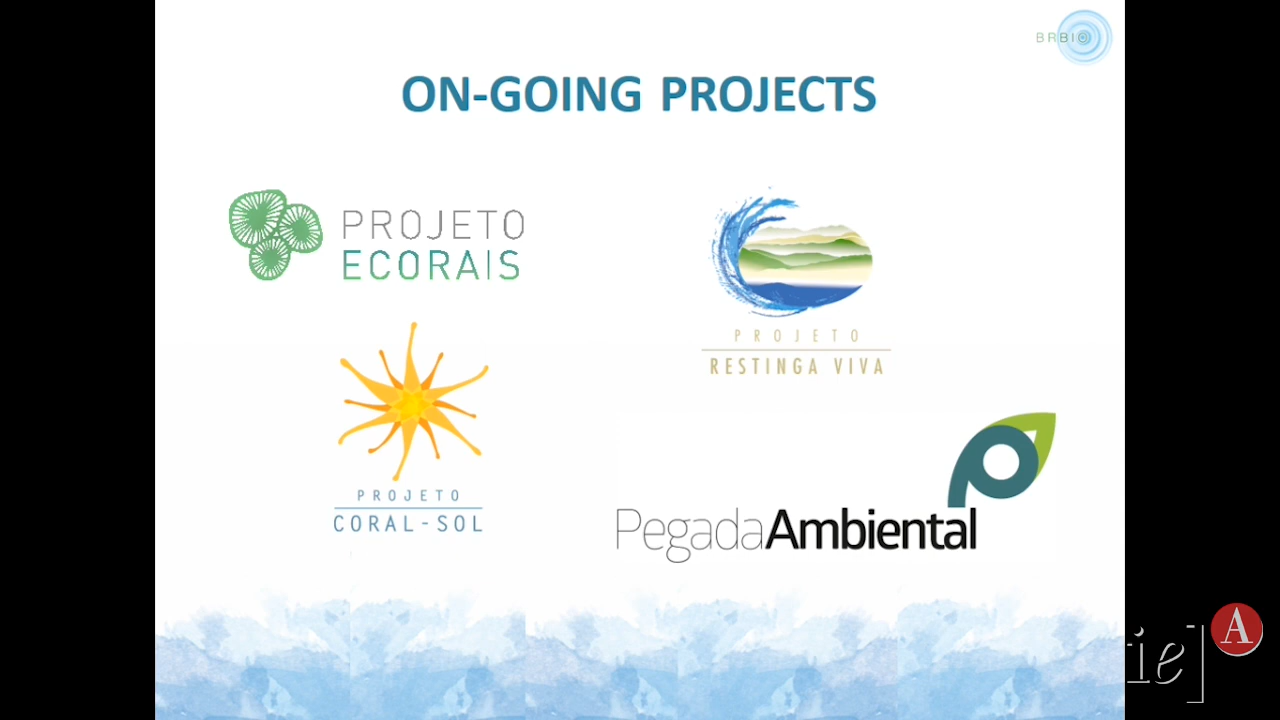 BRBIO
ON-GOING PROJECTS
PROJETO
ECORAIS
PROJETO
RESTINGA VIVA
PROJETO
CORAL-SOL
PegadaAmbiental
ie]
A